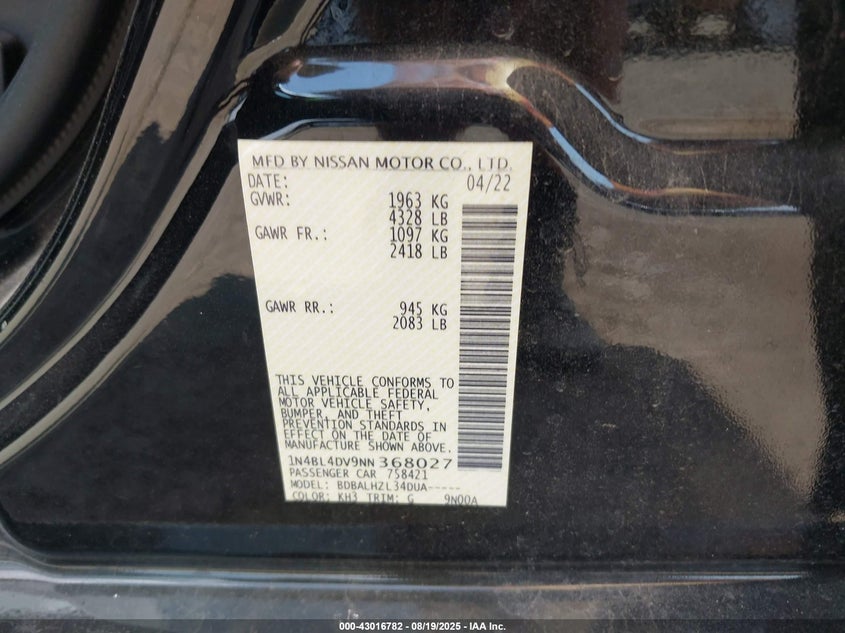 MFD BY NISSAN MOTOR CO., LTD.
DATE: 04/22
GVWR: 1963 KG
4328 LB
GAWR FR.: 1097 KG
2418 LB
GAWR RR.: 945 KG
2083 LB
THIS VEHICLE CONFORMS TO
ALL APPLICABLE FEDERAL
MOTOR VEHICLE SAFETY,
BUMPER, AND THEFT
PREVENTION STANDARDS IN
EFFECT ON THE DATE OF
MANUFACTURE SHOWN ABOVE.
1N4BL4DV9NN368027
PASSENGER CAR 758421
MODEL: BDBALHZL34DUA-----
COLOR: KH3 TRIM: G 9N00A
000-43016782 - 08/19/2025 - IAA Inc.